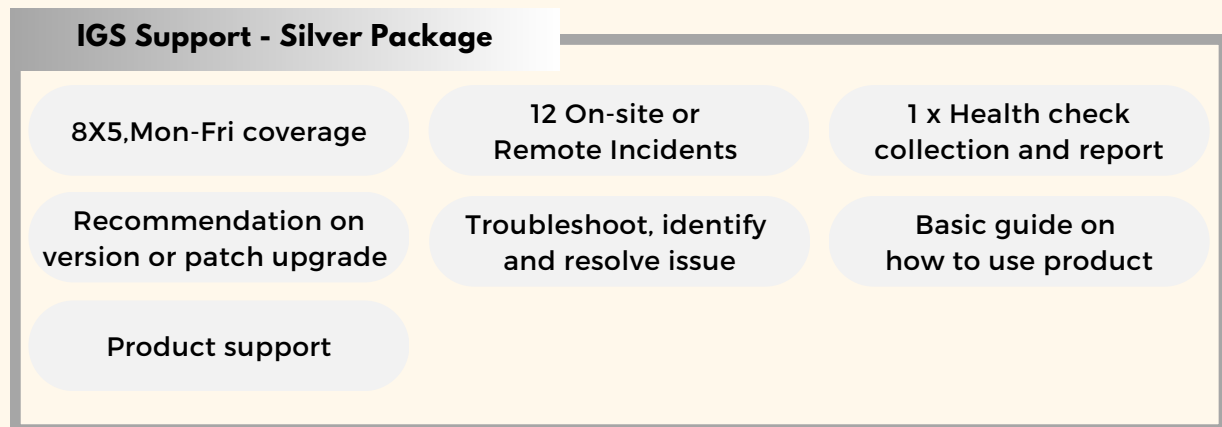 IGS Support - Silver Package
8X5,Mon-Fri coverage
12 On-site or
Remote Incidents
1 x Health check
collection and report
Recommendation on
version or patch upgrade
Troubleshoot, identify
and resolve issue
Basic guide on
how to use product
Product support